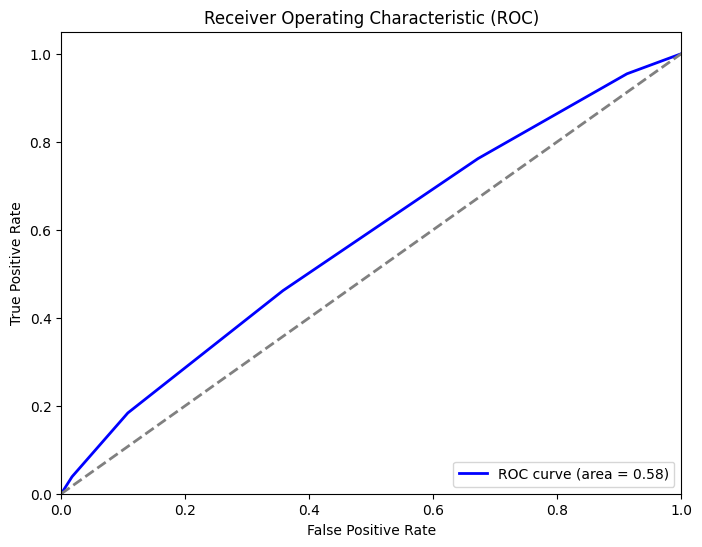 Receiver Operating Characteristic (ROC)
1.0
0.8
0.6
0.4
0.2
0.0
True Positive Rate
ROC curve (area = 0.58)
0.0 0.2 0.4 0.6 0.8 1.0
False Positive Rate